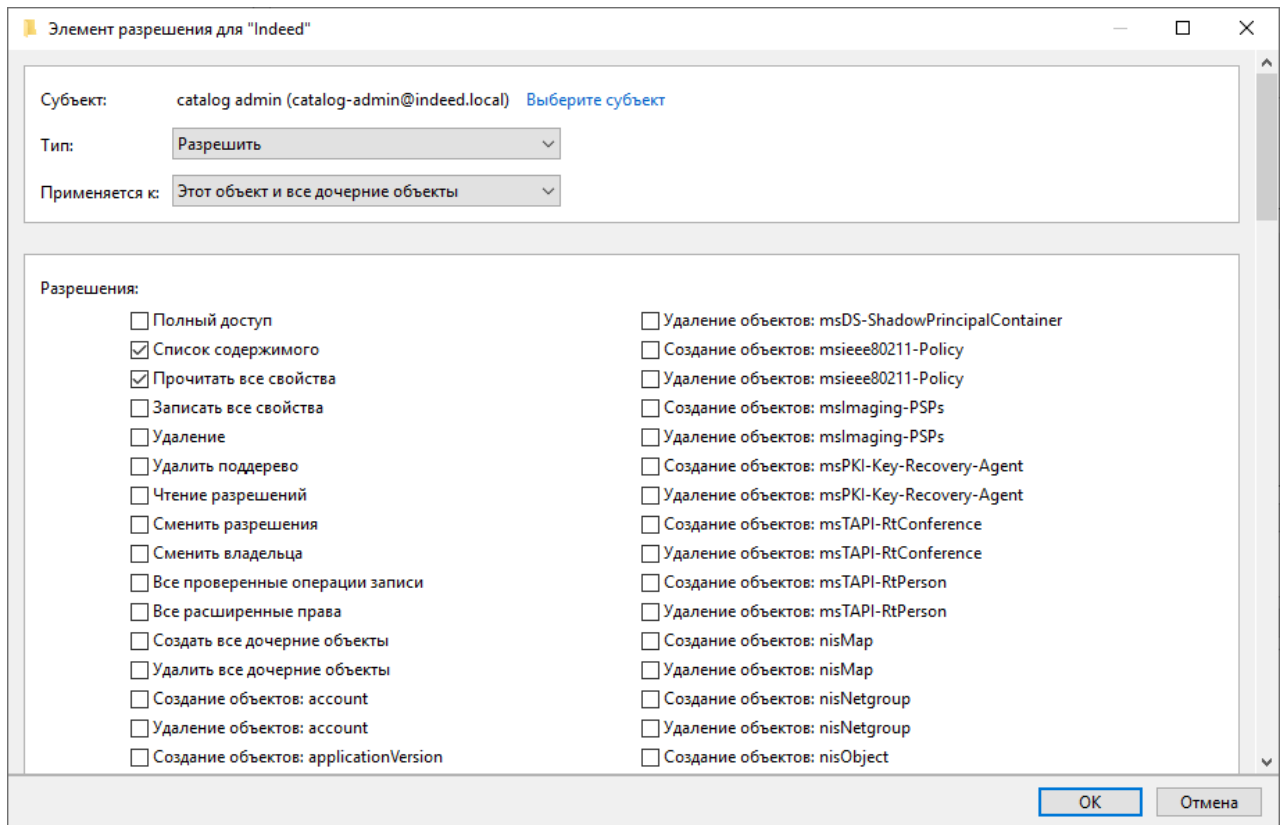 Элемент разрешения для "Indeed"
Субъект: catalog admin (catalog-admin@indeed.local) Выберите субъект
Тип: Разрешить
Применяется к: Этот объект и все дочерние объекты
Разрешения:
Полный доступ
Список содержимого
Прочитать все свойства
Записать все свойства
Удаление
Удалить поддерево
Чтение разрешений
Сменить разрешения
Сменить владельца
Все проверенные операции записи
Все расширенные права
Создать все дочерние объекты
Удалить все дочерние объекты
Создание объектов: account
Удаление объектов: account
Создание объектов: applicationVersion
Удаление объектов: msDS-ShadowPrincipalContainer
Создание объектов: msieee80211-Policy
Удаление объектов: msieee80211-Policy
Создание объектов: msImaging-PSPs
Удаление объектов: msImaging-PSPs
Создание объектов: msPKI-Key-Recovery-Agent
Удаление объектов: msPKI-Key-Recovery-Agent
Создание объектов: msTAPI-RtConference
Удаление объектов: msTAPI-RtConference
Создание объектов: msTAPI-RtPerson
Удаление объектов: msTAPI-RtPerson
Создание объектов: nisMap
Удаление объектов: nisMap
Создание объектов: nisNetgroup
Удаление объектов: nisNetgroup
Создание объектов: nisObject
ОК Отмена